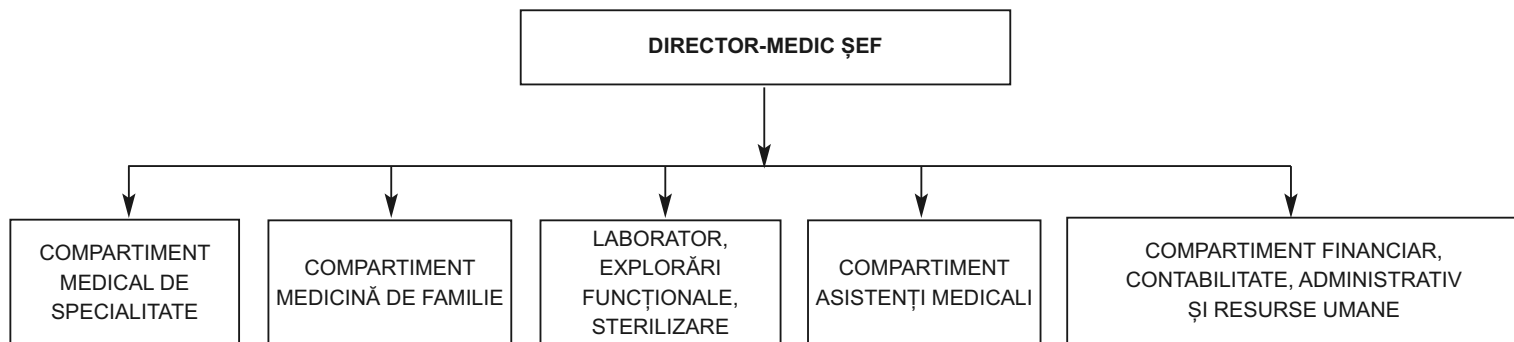 DIRECTOR-MEDIC ȘEF
COMPARTIMENT
MEDICAL DE
SPECIALITATE
COMPARTIMENT
MEDICINĂ DE FAMILIE
LABORATOR,
EXPLORĂRI
FUNCȚIONALE,
STERILIZARE
COMPARTIMENT
ASISTENȚI MEDICALI
COMPARTIMENT FINANCIAR,
CONTABILITATE, ADMINISTRATIV
ȘI RESURSE UMANE